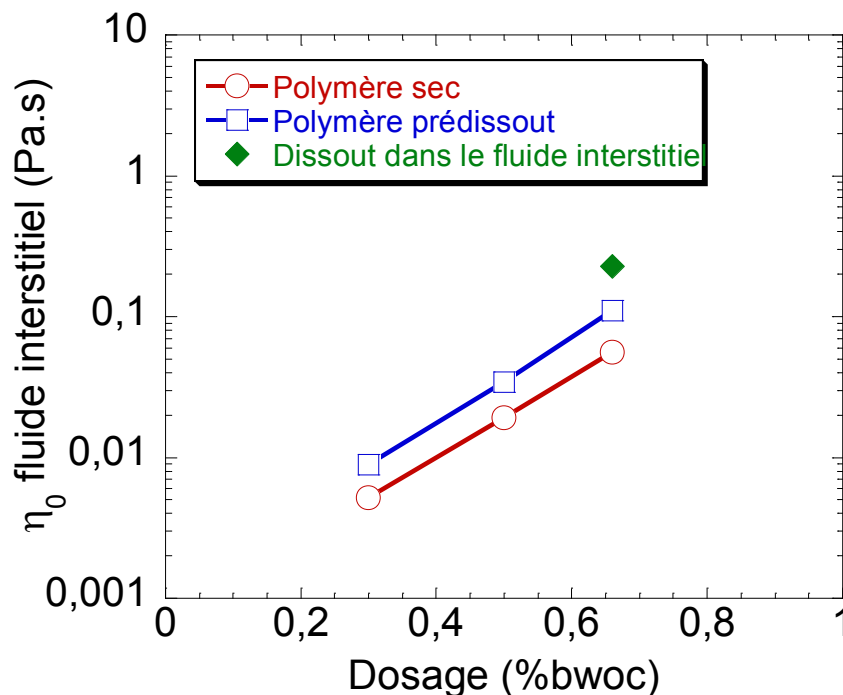 10
1
0,1
0,01
0,001
η0 fluide interstitiel (Pa.s)
Polymère sec
Polymère prédissout
Dissout dans le fluide interstitiel
0 0,2 0,4 0,6 0,8 1
Dosage (%bwoc)